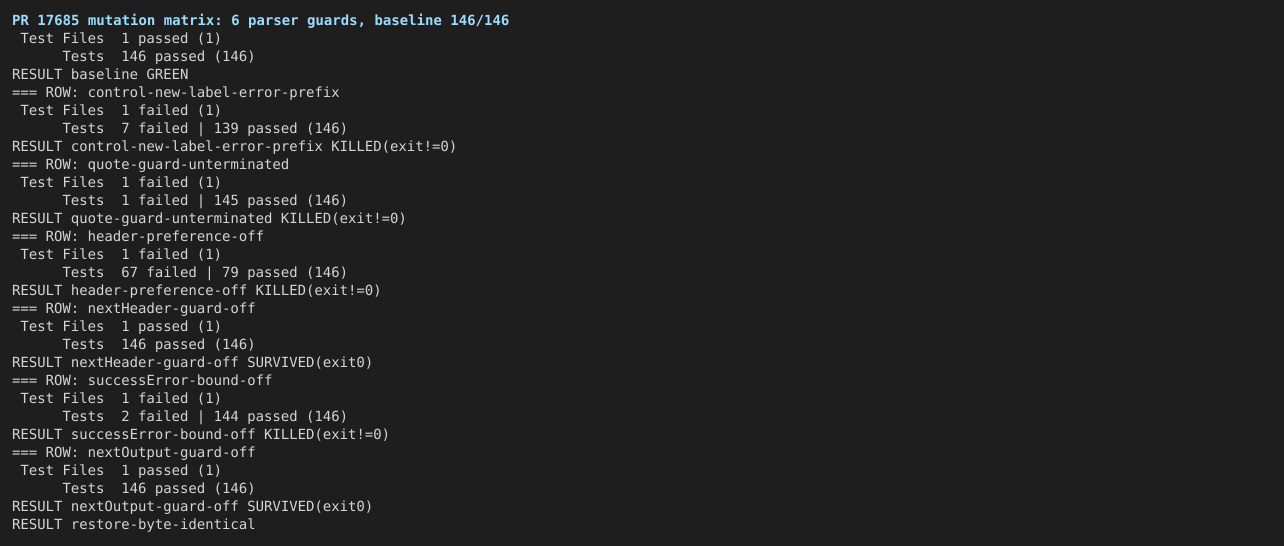 PR 17685 mutation matrix: 6 parser guards, baseline 146/146
Test Files  1 passed (1)
Tests  146 passed (146)
RESULT baseline GREEN
=== ROW: control-new-label-error-prefix
Test Files  1 failed (1)
Tests  7 failed | 139 passed (146)
RESULT control-new-label-error-prefix KILLED(exit!=0)
=== ROW: quote-guard-unterminated
Test Files  1 failed (1)
Tests  1 failed | 145 passed (146)
RESULT quote-guard-unterminated KILLED(exit!=0)
=== ROW: header-preference-off
Test Files  1 failed (1)
Tests  67 failed | 79 passed (146)
RESULT header-preference-off KILLED(exit!=0)
=== ROW: nextHeader-guard-off
Test Files  1 passed (1)
Tests  146 passed (146)
RESULT nextHeader-guard-off SURVIVED(exit0)
=== ROW: successError-bound-off
Test Files  1 failed (1)
Tests  2 failed | 144 passed (146)
RESULT successError-bound-off KILLED(exit!=0)
=== ROW: nextOutput-guard-off
Test Files  1 passed (1)
Tests  146 passed (146)
RESULT nextOutput-guard-off SURVIVED(exit0)
RESULT restore-byte-identical